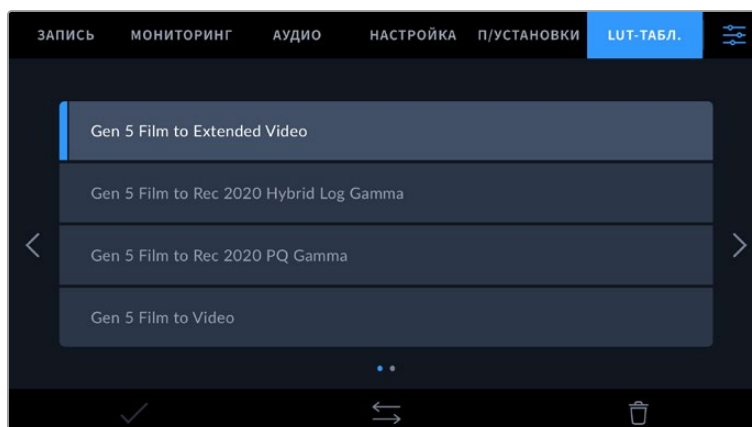 ЗАПИСЬ МОНИТОРИНГ АУДИО НАСТРОЙКА П/УСТАНОВКИ LUT-ТАБЛ.
Gen 5 Film to Extended Video
Gen 5 Film to Rec 2020 Hybrid Log Gamma
Gen 5 Film to Rec 2020 PQ Gamma
Gen 5 Film to Video